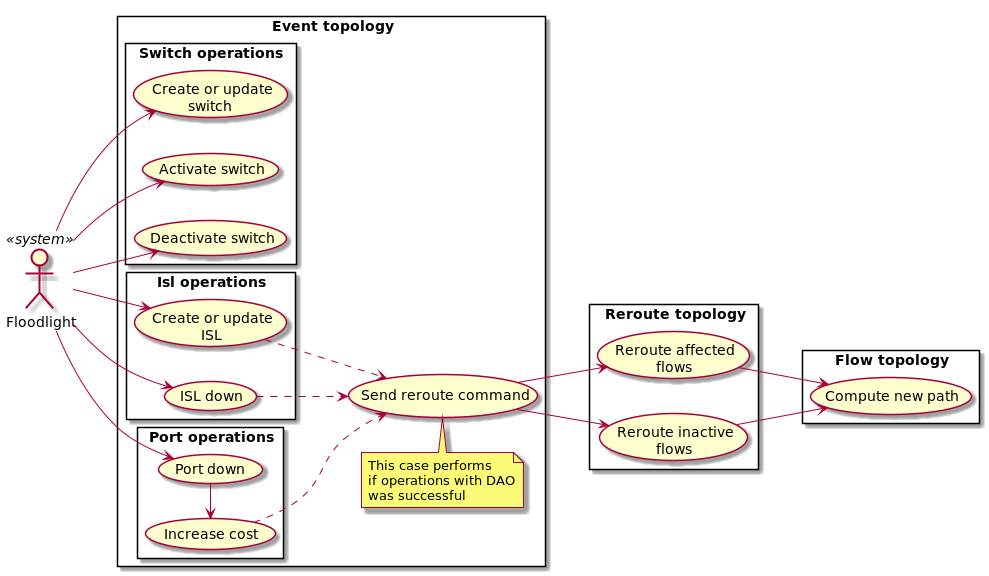 Event topology
Switch operations
Create or update
switch
Activate switch
Deactivate switch
«system»
Floodlight
Isl operations
Create or update
ISL
ISL down
Port operations
Port down
Increase cost
Send reroute command
This case performs
if operations with DAO
was successful
Reroute topology
Reroute affected
flows
Reroute inactive
flows
Flow topology
Compute new path